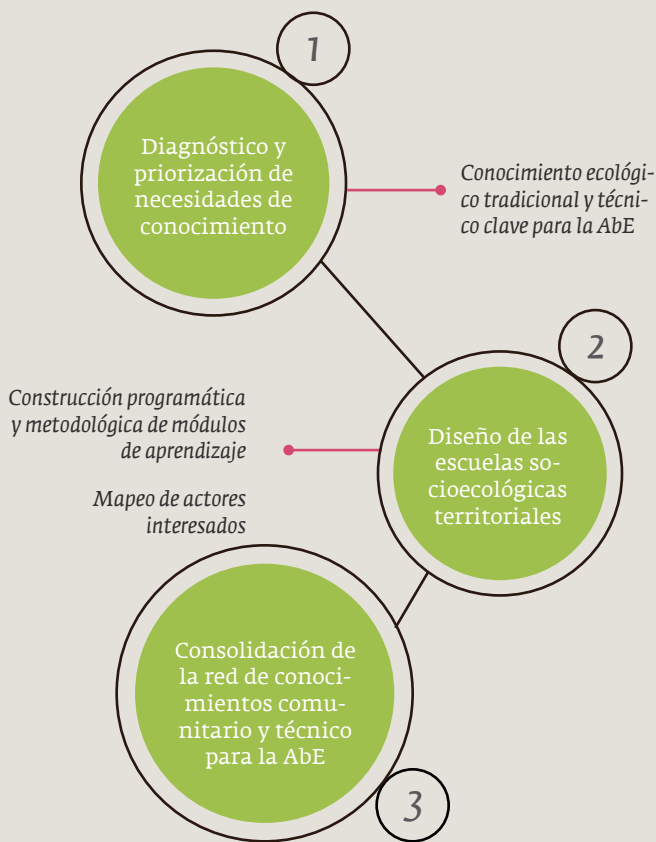 1
Diagnóstico y
priorización de
necesidades de
conocimiento
Conocimiento ecológi-
co tradicional y técni-
co clave para la AbE
2
Diseño de las
escuelas so-
cioecológicas
territoriales
Construcción programática
y metodológica de módulos
de aprendizaje
Mapeo de actores
interesados
Consolidación de
la red de conoci-
mientos comu-
nitario y técnico
para la AbE
3